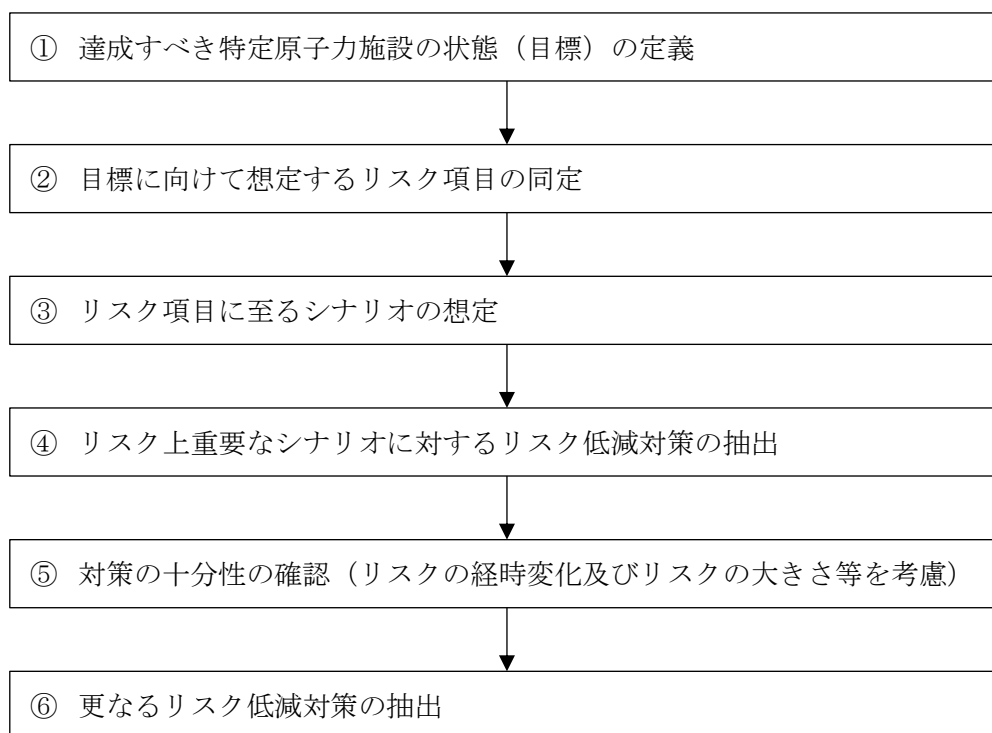 ① 達成すべき特定原子力施設の状態（目標）の定義
② 目標に向けて想定するリスク項目の同定
③ リスク項目に至るシナリオの想定
④ リスク上重要なシナリオに対するリスク低減対策の抽出
⑤ 対策の十分性の確認（リスクの経時変化及びリスクの大きさ等を考慮）
⑥ 更なるリスク低減対策の抽出